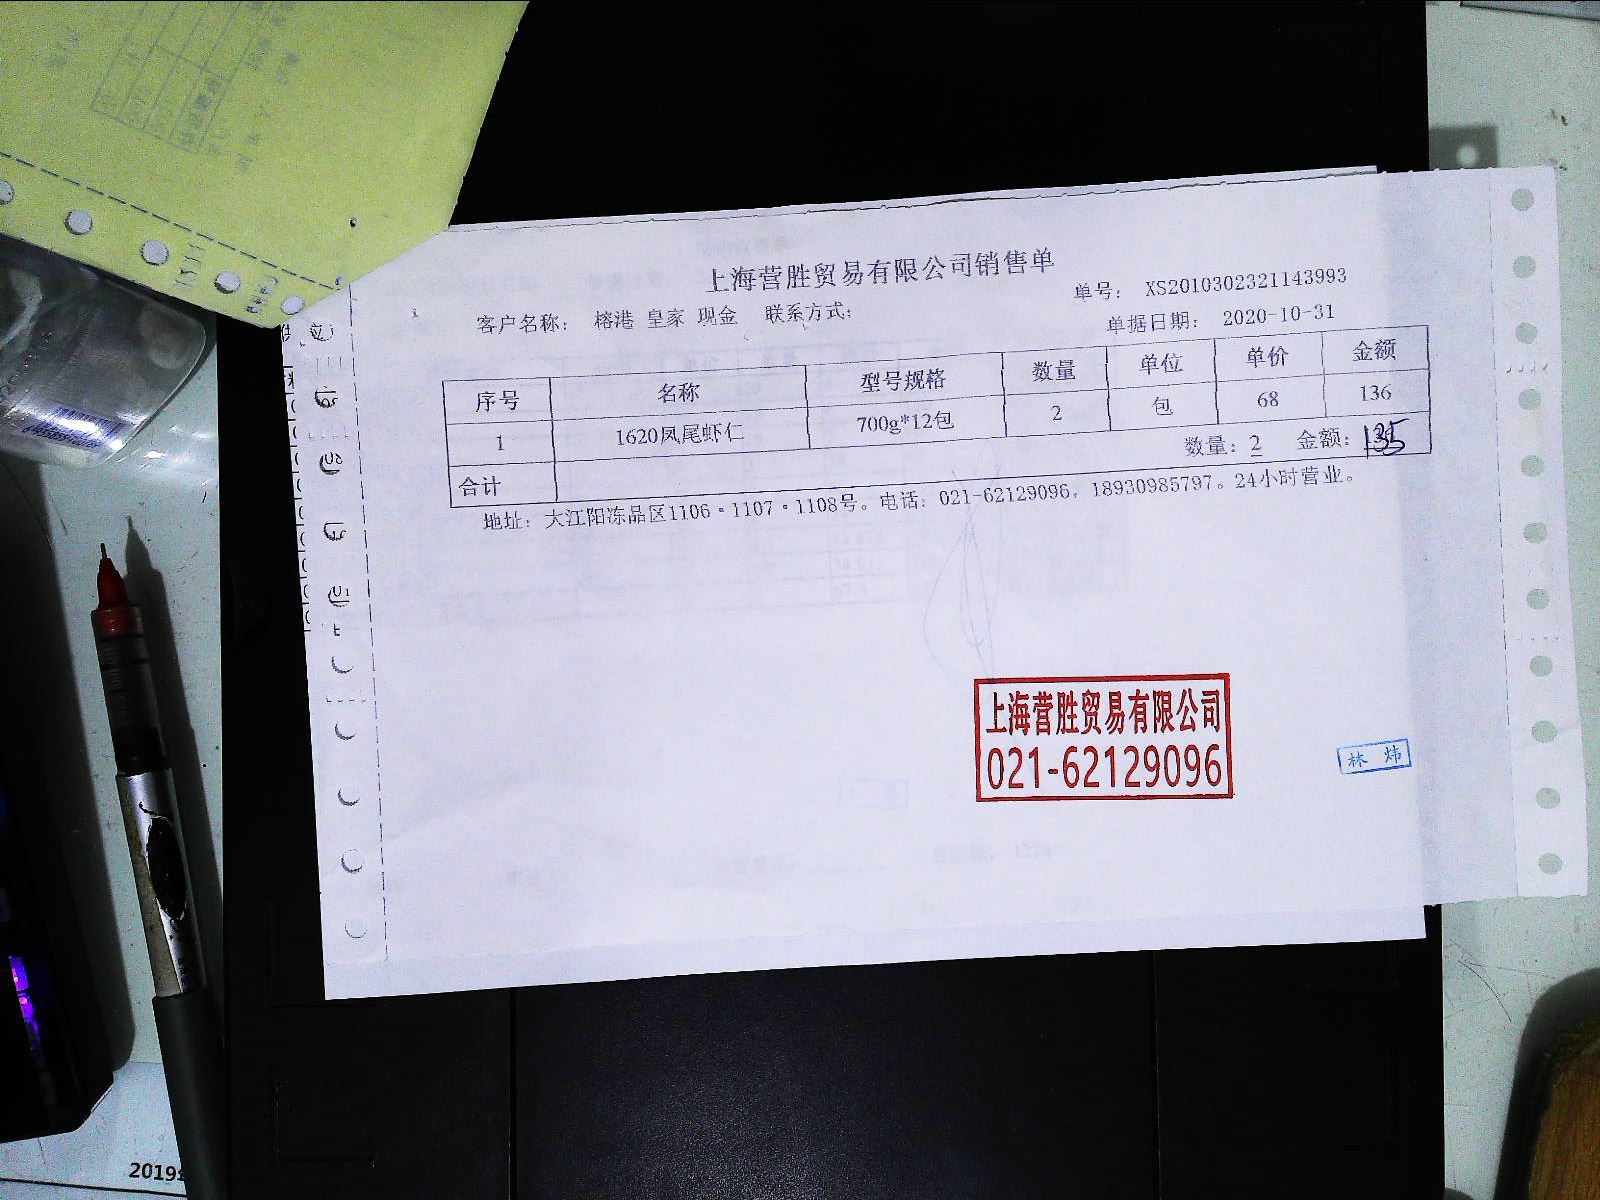 上海营胜贸易有限公司销售单
单号： XS2010302321143993
客户名称： 榕港 皇家 现金 联系方式：
单据日期： 2020-10-31
序号 名称 型号规格 数量 单位 单价 金额
1 1620凤尾虾仁 700g*12包 2 包 68 136
合计 数量：2 金额：135
地址：大江阳冻品区1106·1107·1108号。电话：021-62129096，18930985797。24小时营业。
上海营胜贸易有限公司
021-62129096
林 炜
2019